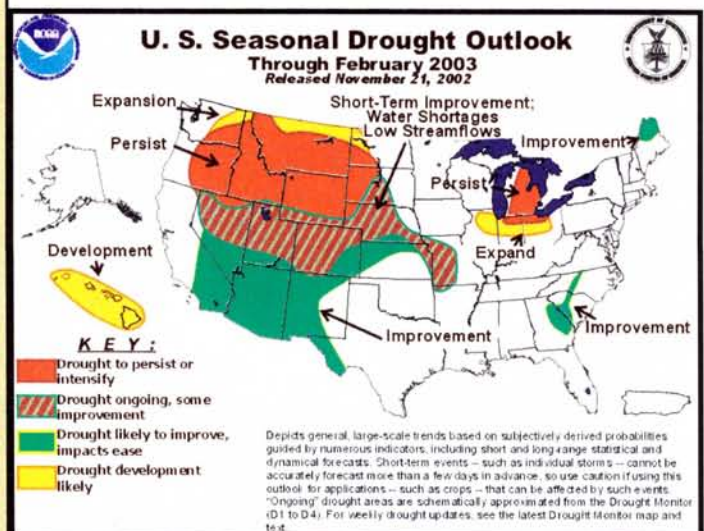 NOAA
U. S. Seasonal Drought Outlook
Through February 2003
Released November 21, 2002
Expansion
Short-Term Improvement;
Water Shortages
Low Streamflows
Persist
Improvement
Persist
Development
Expand
Improvement
Improvement
KEY:
Drought to persist or
intensify
Drought ongoing, some
improvement
Drought likely to improve,
impacts ease
Drought development
likely
Depicts general, large-scale trends based on subjectively derived probabilities
guided by numerous indicators, including short and long-range statistical and
dynamical forecasts. Short-term events -- such as individual storms -- cannot be
accurately forecast more than a few days in advance, so use caution if using this
outlook for applications -- such as crops -- that can be affected by such events.
"Ongoing" drought areas are schematically approximated from the Drought Monitor
(D1 to D4). For weekly drought updates, see the latest Drought Monitor map and
text.